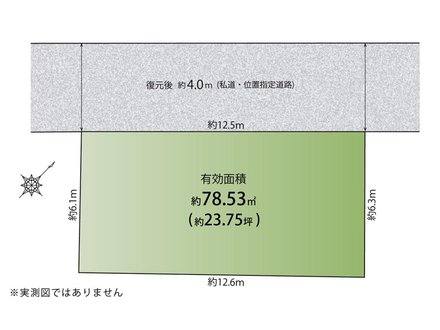 復元後 約4.0m (私道・位置指定道路)
約12.5m
約6.1m
有効面積
約78.53㎡
(約23.75坪)
約6.3m
約12.6m
※実測図ではありません